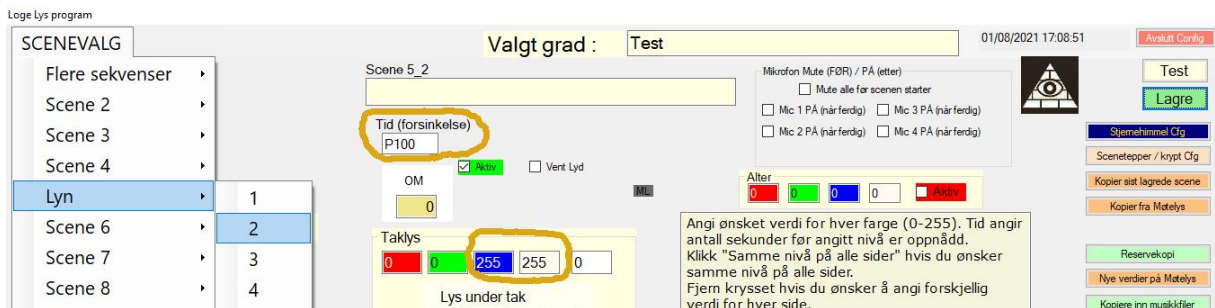 Loge Lys program
SCENEVALG
Valgt grad : Test
01/08/2021 17:08:51
Avslutt Config
Flere sekvenser
Scene 2
Scene 3
Scene 4
Lyn
Scene 6
Scene 7
Scene 8
1
2
3
4
Scene 5_2
Tid (forsinkelse)
P100
Aktiv
Vent Lyd
OM
0
ML
Taklys
0 0 255 255 0
Lys under tak
Mikrofon Mute (FØR) / PÅ (etter)
Mute alle før scenen starter
Mic 1 PÅ (når ferdig) Mic 3 PÅ (når ferdig)
Mic 2 PÅ (når ferdig) Mic 4 PÅ (når ferdig)
Alter
0 0 0 0 Aktiv
Angi ønsket verdi for hver farge (0-255). Tid angir
antall sekunder før angitt nivå er oppnådd.
Klikk "Samme nivå på alle sider" hvis du ønsker
samme nivå på alle sider.
Fjern krysset hvis du ønsker å angi forskjellig
verdi for hver side.
Test
Lagre
Stjernehimmel Cfg
Scenetepper / krypt Cfg
Kopier sist lagrede scene
Kopier fra Møtelys
Reservekopi
Nye verdier på Møtelys
Kopiere inn musikkfiler